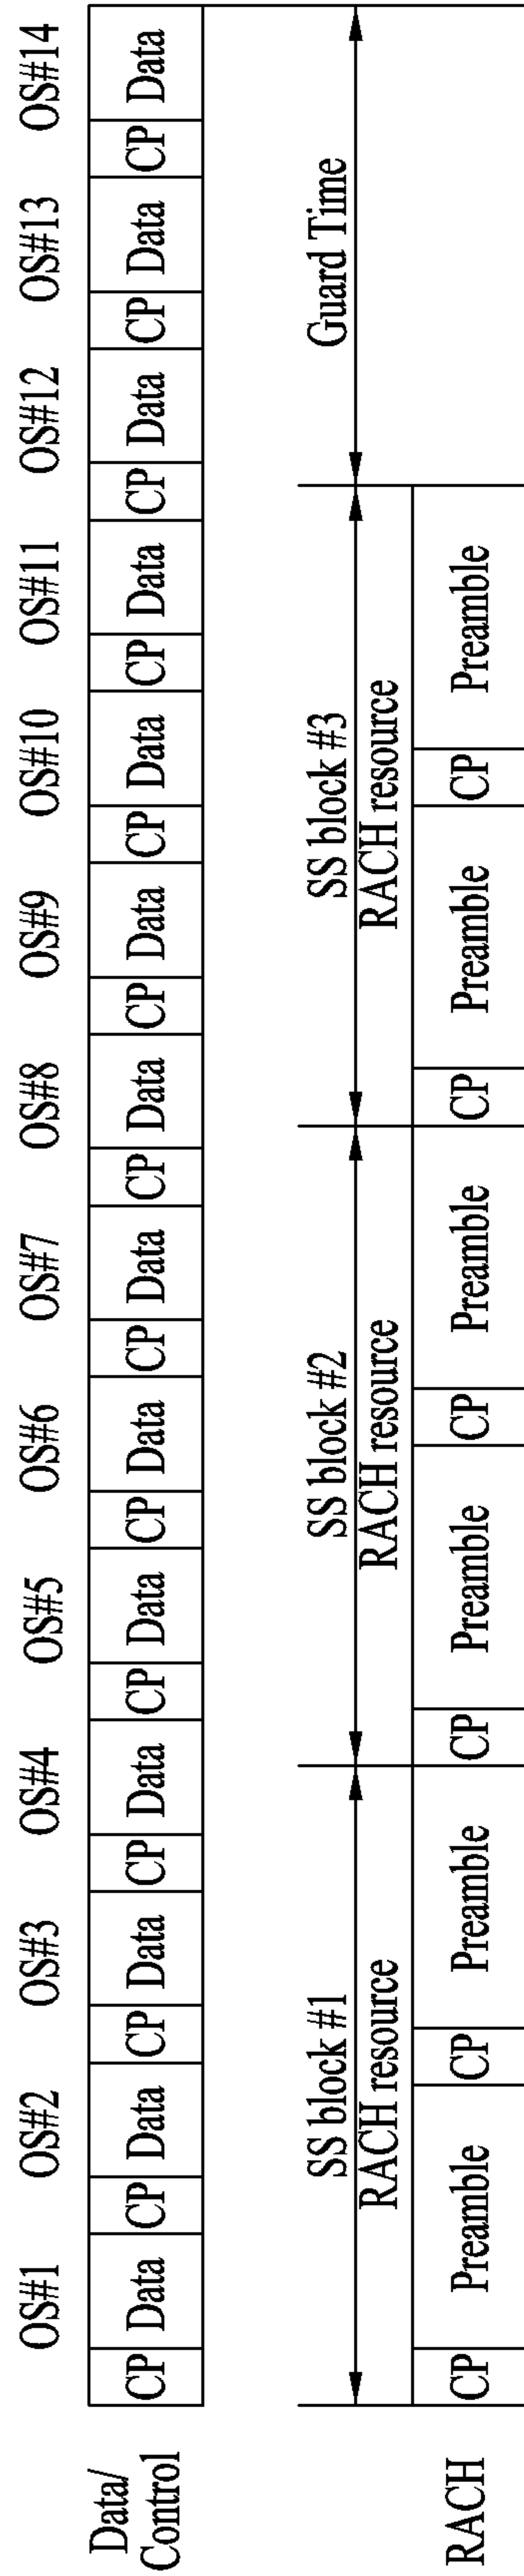 OS#1 OS#2 OS#3 OS#4 OS#5 OS#6 OS#7 OS#8 OS#9 OS#10 OS#11 OS#12 OS#13 OS#14
Data/
Control
CP Data CP Data CP Data CP Data CP Data CP Data CP Data CP Data CP Data CP Data CP Data CP Data CP Data CP Data
SS block #1
RACH resource
SS block #2
RACH resource
SS block #3
RACH resource
Guard Time
RACH
CP Preamble CP Preamble CP Preamble CP Preamble CP Preamble CP Preamble